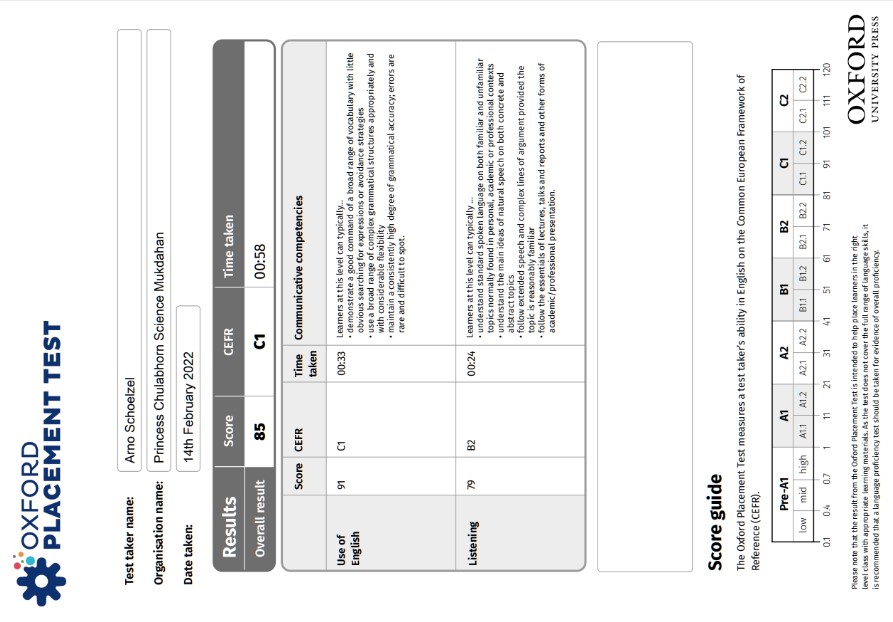 OXFORD
PLACEMENT TEST
Test taker name: Arno Schoelzel
Organisation name: Princess Chulabhorn Science Mukdahan
Date taken: 14th February 2022
Results Score CEFR Time taken
Overall result 85 C1 00:58
Score CEFR Time taken Communicative competencies
Use of English 91 C1 00:33 Learners at this level can typically...
• demonstrate a good command of a broad range of vocabulary with little
obvious searching for expressions or avoidance strategies
• use a broad range of complex grammatical structures appropriately and
with considerable flexibility
• maintain a consistently high degree of grammatical accuracy; errors are
rare and difficult to spot.
Listening 79 B2 00:24 Learners at this level can typically ...
• understand standard spoken language on both familiar and unfamiliar
topics normally found in personal, academic or professional contexts
• understand the main ideas of natural speech on both concrete and
abstract topics
• follow extended speech and complex lines of argument provided the
topic is reasonably familiar
• follow the essentials of lectures, talks and reports and other forms of
academic/professional presentation.
Score guide
The Oxford Placement Test measures a test taker's ability in English on the Common European Framework of
Reference (CEFR).
Pre-A1 A1 A2 B1 B2 C1 C2
low mid high A1.1 A1.2 A2.1 A2.2 B1.1 B1.2 B2.1 B2.2 C1.1 C1.2 C2.1 C2.2
0.1 0.4 0.7 1 11 21 31 41 51 61 71 81 91 101 111 120
Please note that the result from the Oxford Placement Test is intended to help place learners in the right
level class with appropriate learning materials. As the test does not cover the full range of language skills, it
is recommended that a language proficiency test should be taken for evidence of overall proficiency.
OXFORD
UNIVERSITY PRESS